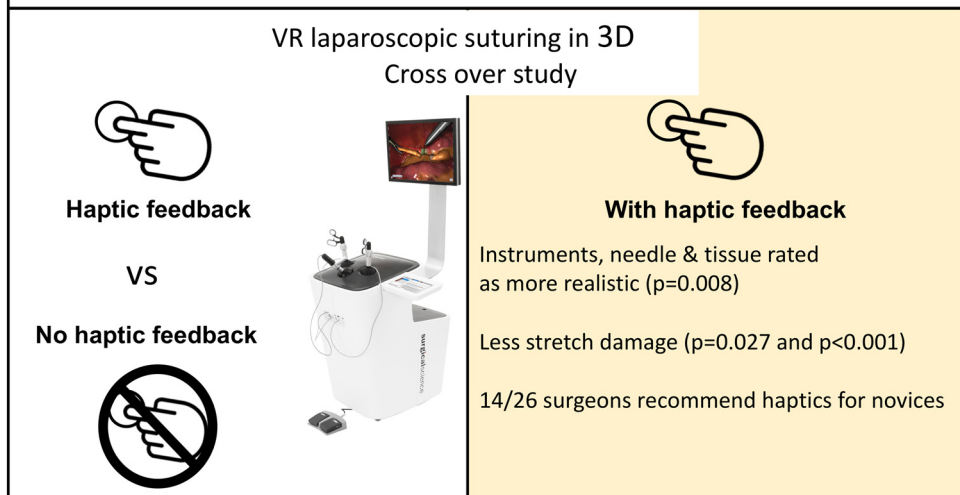 VR laparoscopic suturing in 3D
Cross over study
Haptic feedback
VS
No haptic feedback
surgicalscience
With haptic feedback
Instruments, needle & tissue rated
as more realistic (p=0.008)
Less stretch damage (p=0.027 and p<0.001)
14/26 surgeons recommend haptics for novices